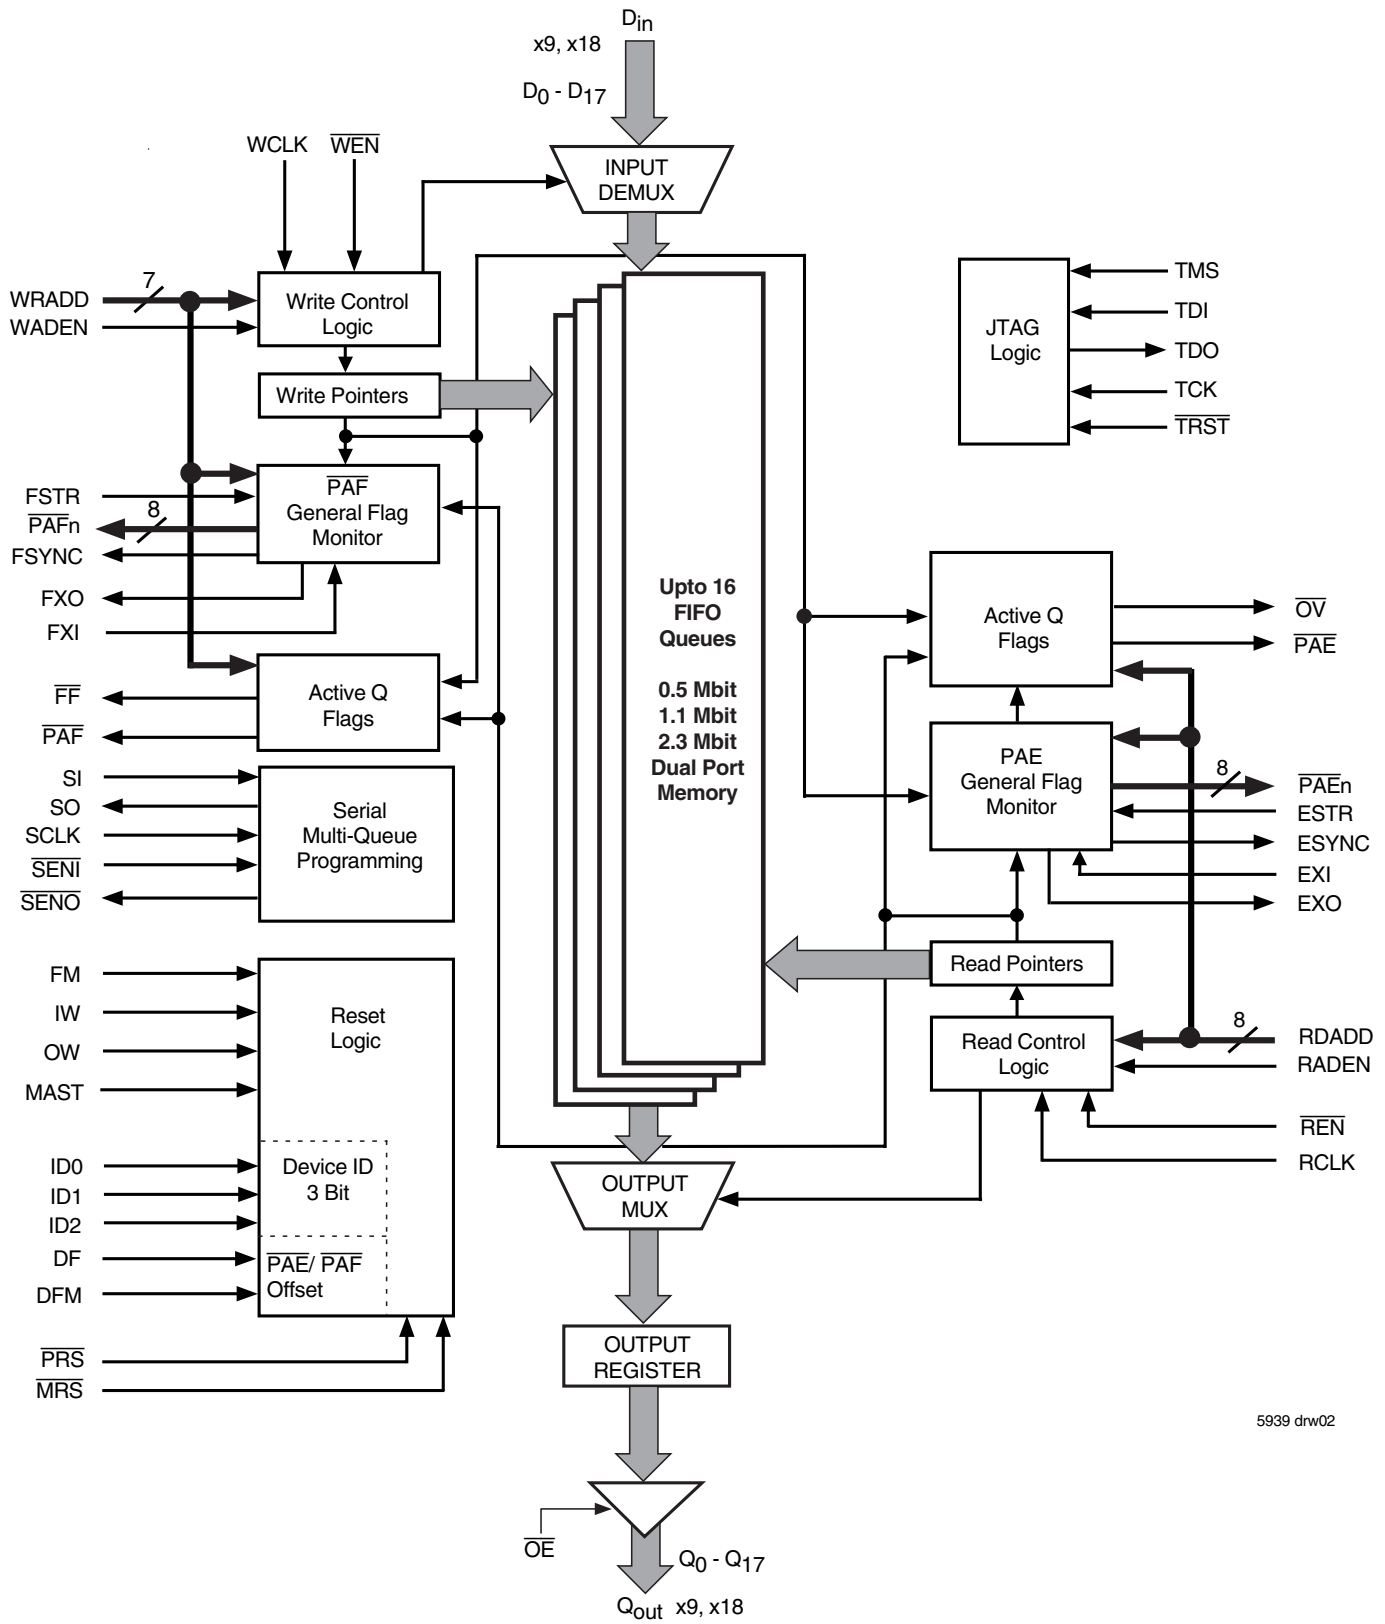 Din
x9, x18
D0 - D17
WCLK
WEN
INPUT
DEMUX
7
WRADD
WADEN
Write Control
Logic
Write Pointers
TMS
TDI
TDO
TCK
TRST
JTAG
Logic
FSTR
PAFn
8
FSYNC
FXO
FXI
PAF
General Flag
Monitor
FF
PAF
Active Q
Flags
Upto 16
FIFO
Queues
0.5 Mbit
1.1 Mbit
2.3 Mbit
Dual Port
Memory
Active Q
Flags
OV
PAE
PAE
General Flag
Monitor
8
PAEn
ESTR
ESYNC
EXI
EXO
SI
SO
SCLK
SENI
SENO
Serial
Multi-Queue
Programming
Read Pointers
Read Control
Logic
8
RDADD
RADEN
REN
RCLK
FM
IW
OW
MAST
Reset
Logic
ID0
ID1
ID2
Device ID
3 Bit
DF
DFM
PAE/ PAF
Offset
PRS
MRS
OUTPUT
MUX
OUTPUT
REGISTER
5939 drw02
OE
Q0 - Q17
Qout x9, x18